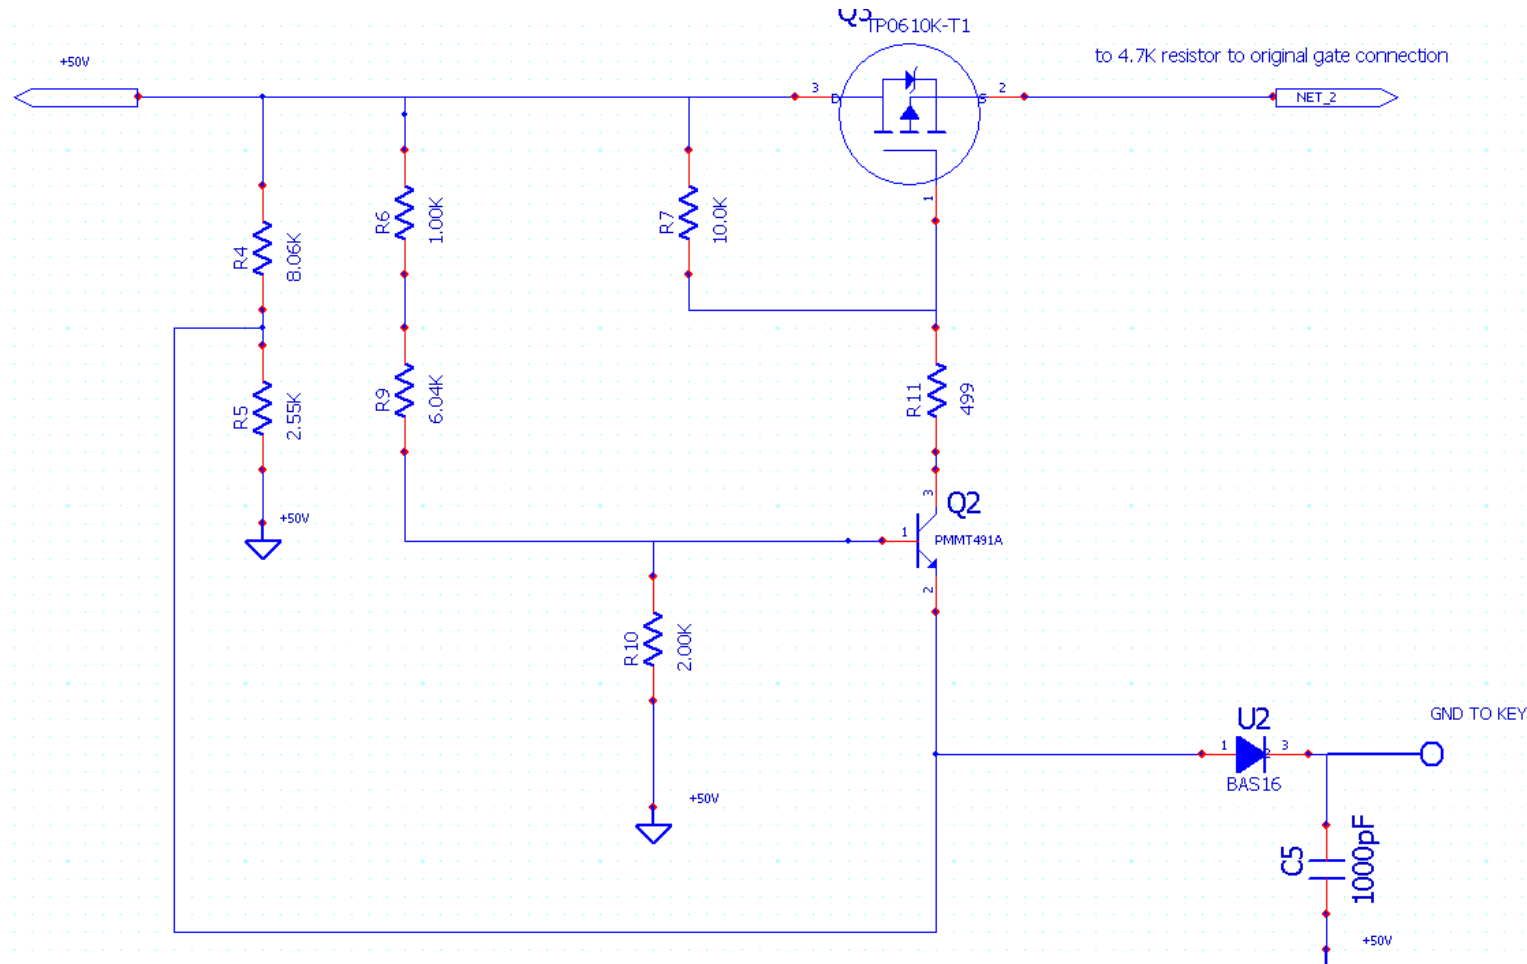 Q3
TP0610K-T1
+50V
to 4.7K resistor to original gate connection
3
D
S
2
NET_2
1
R4
8.06K
R6
1.00K
R7
10.0K
R5
2.55K
R9
6.04K
R11
499
+50V
3
Q2
1
PMMT491A
2
R10
2.00K
+50V
U2
GND TO KEY
1
2
3
BAS16
C5
1000pF
+50V